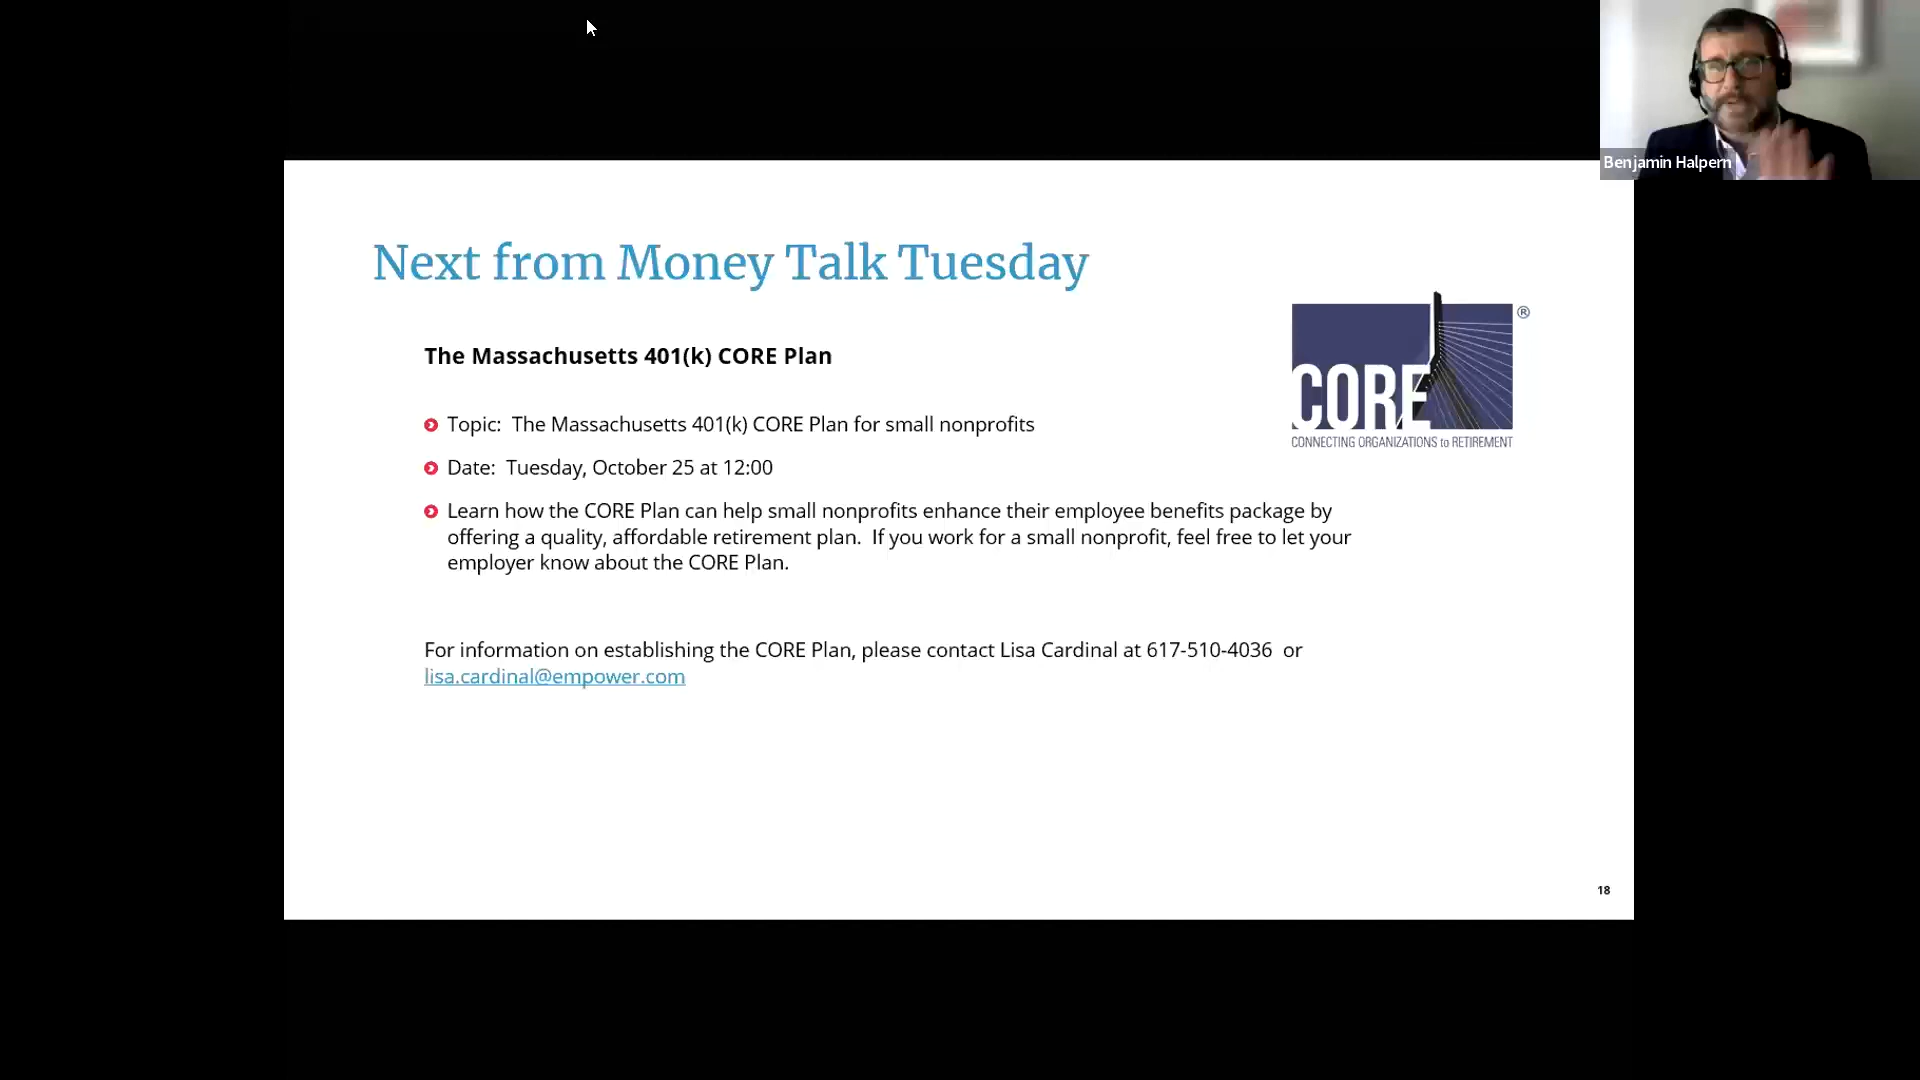 Benjamin Halpern
Next from Money Talk Tuesday
The Massachusetts 401(k) CORE Plan
Topic:  The Massachusetts 401(k) CORE Plan for small nonprofits
Date:  Tuesday, October 25 at 12:00
Learn how the CORE Plan can help small nonprofits enhance their employee benefits package by
offering a quality, affordable retirement plan.  If you work for a small nonprofit, feel free to let your
employer know about the CORE Plan.
For information on establishing the CORE Plan, please contact Lisa Cardinal at 617-510-4036  or
lisa.cardinal@empower.com
CORE
®
CONNECTING ORGANIZATIONS to RETIREMENT
18